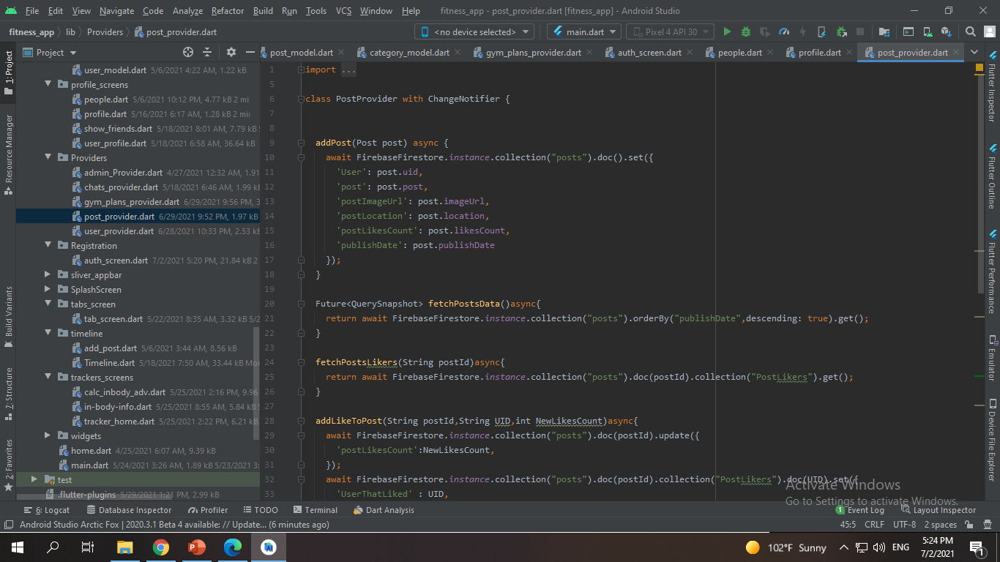 File Edit View Navigate Code Analyze Refactor Build Run Tools VCS Window Help fitness_app - post_provider.dart [fitness_app] - Android Studio
fitness_app lib Providers post_provider.dart <no device selected> main.dart Pixel 4 API 30
Project post_model.dart category_model.dart gym_plans_provider.dart auth_screen.dart people.dart profile.dart post_provider.dart
1: Project
Resource Manager
Build Variants
7: Structure
2: Favorites
user_model.dart 5/6/2021 4:22 AM, 1.22 kB
profile_screens
people.dart 5/6/2021 10:12 PM, 4.77 kB 2 mi
profile.dart 5/16/2021 6:17 AM, 1.28 kB 2 min
show_friends.dart 5/18/2021 8:01 AM, 7.79 kB
user_profile.dart 5/18/2021 6:58 AM, 36.64 kB
Providers
admin_Provider.dart 4/27/2021 12:32 AM, 1.91
chats_provider.dart 5/18/2021 6:46 AM, 1.99 k
gym_plans_provider.dart 6/29/2021 9:56 PM, 3
post_provider.dart 6/29/2021 9:52 PM, 1.97 kB
user_provider.dart 6/28/2021 10:33 PM, 2.53 k
Registration
auth_screen.dart 7/2/2021 5:20 PM, 21.84 kB 2
sliver_appbar
SplashScreen
tabs_screen
tab_screen.dart 5/22/2021 8:35 AM, 3.32 kB 5/2
timeline
add_post.dart 5/6/2021 3:44 AM, 8.56 kB
Timeline.dart 5/18/2021 7:50 AM, 33.44 kB Mo
trackers_screens
calc_inbody_adv.dart 5/25/2021 2:16 PM, 9.96
in-body-info.dart 5/25/2021 8:55 AM, 5.84 kB
tracker_home.dart 5/25/2021 2:22 PM, 6.21 k
widgets
home.dart 4/25/2021 6:07 AM, 9.39 kB
main.dart 5/24/2021 3:26 AM, 1.89 kB 5/23/2021 3:
test
.flutter-plugins 5/29/2021 1:21 PM, 2.99 kB
1 import ...
5
6 class PostProvider with ChangeNotifier {
7
8
9 addPost(Post post) async {
10 await FirebaseFirestore.instance.collection("posts").doc().set({
11 'User': post.uid,
12 'post': post.post,
13 'postImageUrl': post.imageUrl,
14 'postLocation': post.location,
15 'postLikesCount': post.likesCount,
16 'publishDate': post.publishDate
17 });
18 }
19
20 Future<QuerySnapshot> fetchPostsData()async{
21 return await FirebaseFirestore.instance.collection("posts").orderBy("publishDate",descending: true).get();
22 }
23
24 fetchPostsLikers(String postId)async{
25 return await FirebaseFirestore.instance.collection("posts").doc(postId).collection("PostLikers").get();
26 }
27
28 addLikeToPost(String postId,String UID,int NewLikesCount)async{
29 await FirebaseFirestore.instance.collection("posts").doc(postId).update({
30 'postLikesCount':NewLikesCount,
31 });
32 await FirebaseFirestore.instance.collection("posts").doc(postId).collection("PostLikers").doc(UID).set({
33 'UserThatLiked' : UID,
Flutter Inspector
Flutter Outline
Flutter Performance
Emulator
Device File Explorer
Activate Windows
Go to Settings to activate Windows.
6: Logcat Database Inspector Profiler TODO Terminal Dart Analysis 1 Event Log Layout Inspector
Android Studio Arctic Fox | 2020.3.1 Beta 4 available: // Update... (6 minutes ago) 45:5 CRLF UTF-8 2 spaces
102°F Sunny ENG 5:24 PM 7/2/2021 1